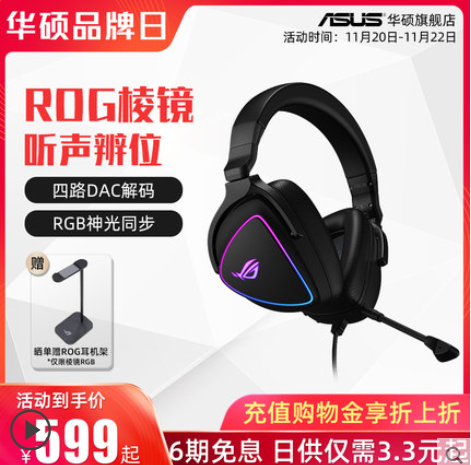 华硕品牌日
ASUS 华硕旗舰店
活动时间：11月20日-11月22日
ROG棱镜
听声辨位
四路DAC解码
RGB神光同步
赠
晒单赠ROG耳机架
*仅限棱镜RGB
活动到手价
¥599起
充值购物金享折上折
6期免息 日供仅需3.3元起